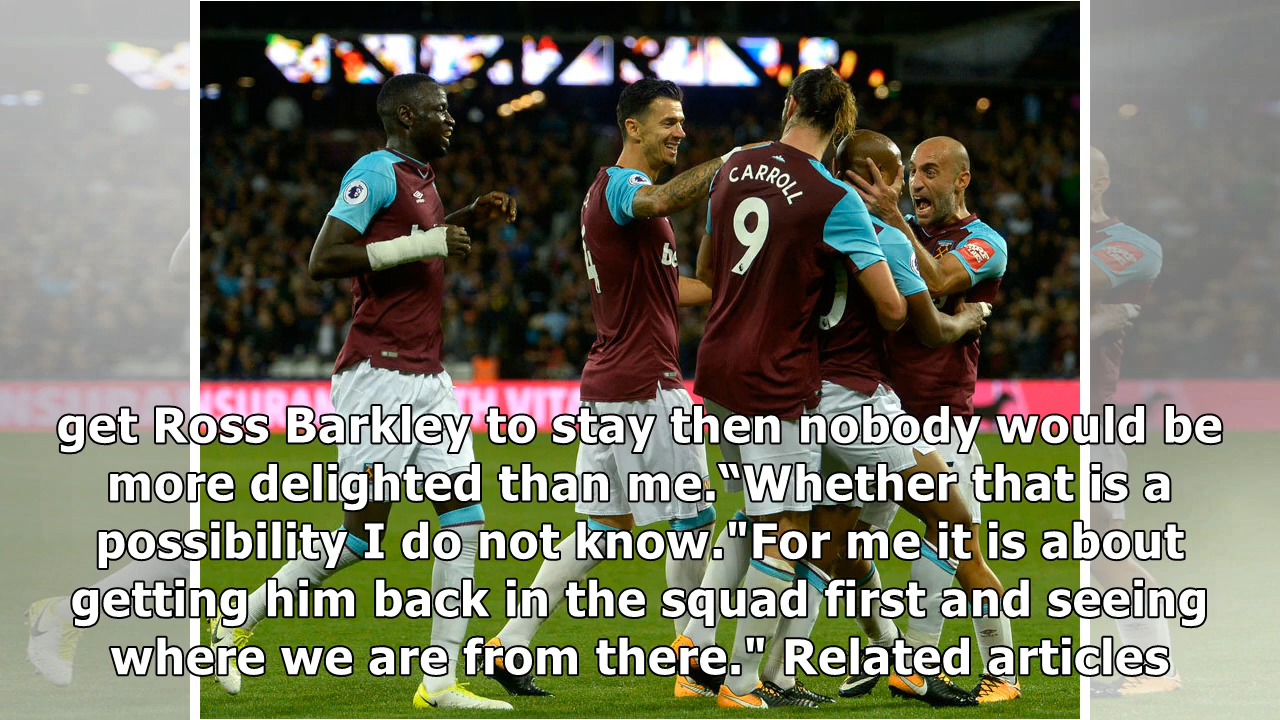 CARROLL
9
get Ross Barkley to stay then nobody would be
more delighted than me.“Whether that is a
possibility I do not know."For me it is about
getting him back in the squad first and seeing
where we are from there." Related articles